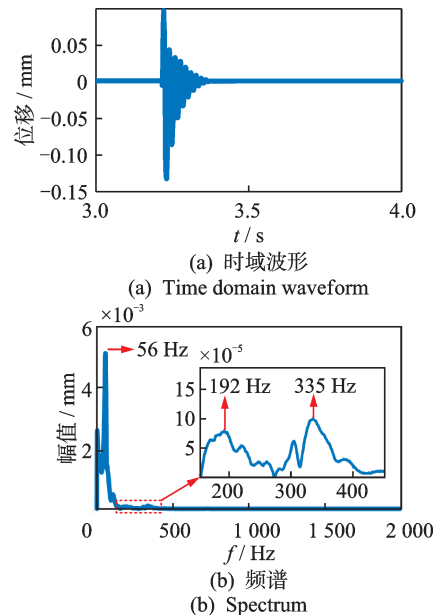 0.05
0
−0.05
−0.10
−0.15
位移 / mm
3.0 3.5 4.0
t / s
(a) 时域波形
(a) Time domain waveform
×10⁻³
6
4
2
0
幅值 / mm
56 Hz
×10⁻⁵
15
10
5
192 Hz 335 Hz
200 300 400
0 500 1 000 1 500 2 000
f / Hz
(b) 频谱
(b) Spectrum